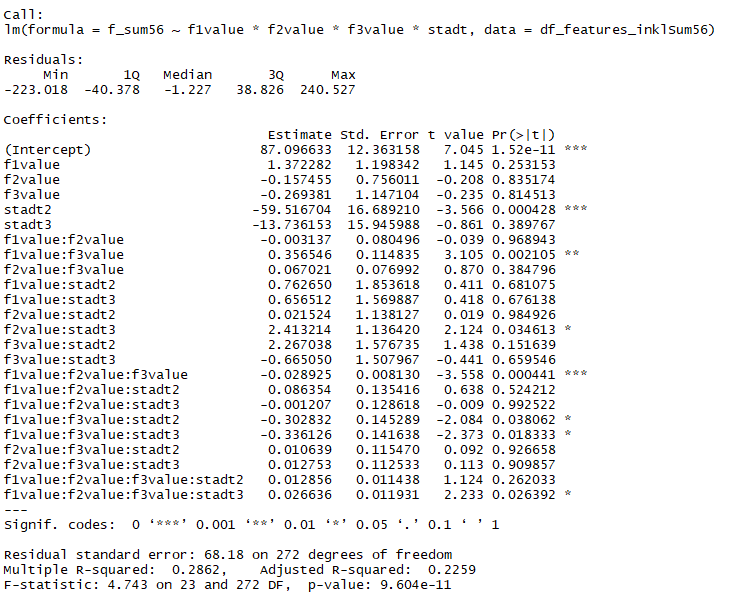 Call:
lm(formula = f_sum56 ~ f1value * f2value * f3value * stadt, data = df_features_inklSum56)
Residuals:
Min 1Q Median 3Q Max
-223.018 -40.378 -1.227 38.826 240.527
Coefficients:
Estimate Std. Error t value Pr(>|t|)
(Intercept) 87.096633 12.363158 7.045 1.52e-11 ***
f1value 1.372282 1.198342 1.145 0.253153
f2value -0.157455 0.756011 -0.208 0.835174
f3value -0.269381 1.147104 -0.235 0.814513
stadt2 -59.516704 16.689210 -3.566 0.000428 ***
stadt3 -13.736153 15.945988 -0.861 0.389767
f1value:f2value -0.003137 0.080496 -0.039 0.968943
f1value:f3value 0.356546 0.114835 3.105 0.002105 **
f2value:f3value 0.067021 0.076992 0.870 0.384796
f1value:stadt2 0.762650 1.853618 0.411 0.681075
f1value:stadt3 0.656512 1.569887 0.418 0.676138
f2value:stadt2 0.021524 1.138127 0.019 0.984926
f2value:stadt3 2.413214 1.136420 2.124 0.034613 *
f3value:stadt2 2.267038 1.576735 1.438 0.151639
f3value:stadt3 -0.665050 1.507967 -0.441 0.659546
f1value:f2value:f3value -0.028925 0.008130 -3.558 0.000441 ***
f1value:f2value:stadt2 0.086354 0.135416 0.638 0.524212
f1value:f2value:stadt3 -0.001207 0.128618 -0.009 0.992522
f1value:f3value:stadt2 -0.302832 0.145289 -2.084 0.038062 *
f1value:f3value:stadt3 -0.336126 0.141638 -2.373 0.018333 *
f2value:f3value:stadt2 0.010639 0.115470 0.092 0.926658
f2value:f3value:stadt3 0.012753 0.112533 0.113 0.909857
f1value:f2value:f3value:stadt2 0.012856 0.011438 1.124 0.262033
f1value:f2value:f3value:stadt3 0.026636 0.011931 2.233 0.026392 *
---
Signif. codes: 0 ‘***’ 0.001 ‘**’ 0.01 ‘*’ 0.05 ‘.’ 0.1 ‘ ’ 1
Residual standard error: 68.18 on 272 degrees of freedom
Multiple R-squared: 0.2862, Adjusted R-squared: 0.2259
F-statistic: 4.743 on 23 and 272 DF, p-value: 9.604e-11